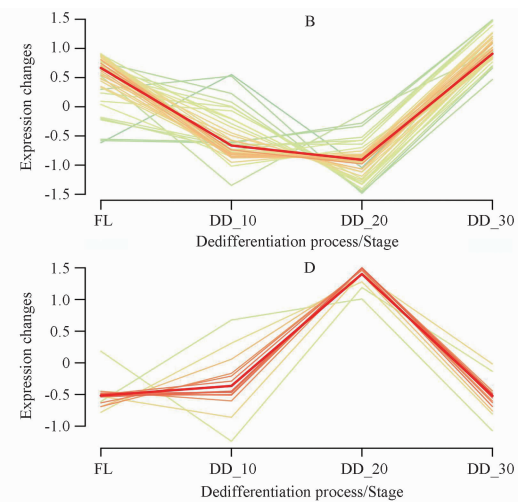 B
Expression changes
1.5
1.0
0.5
0
-0.5
-1.0
-1.5
FL DD_10 DD_20 DD_30
Dedifferentiation process/Stage
D
Expression changes
1.5
1.0
0.5
0
-0.5
-1.0
FL DD_10 DD_20 DD_30
Dedifferentiation process/Stage